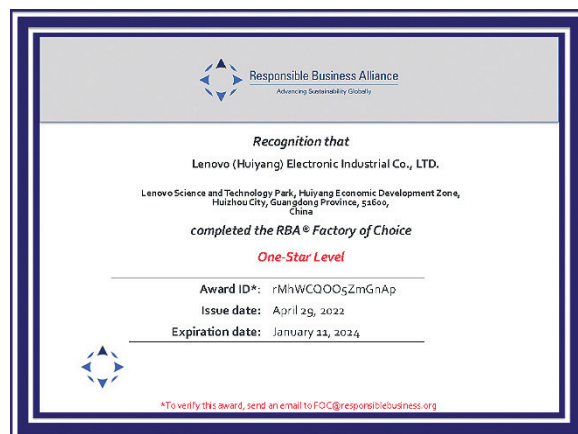 Responsible Business Alliance
Advancing Sustainability Globally
Recognition that
Lenovo (Huiyang) Electronic Industrial Co., LTD.
Lenovo Science and Technology Park, Huiyang Economic Development Zone,
Huizhou City, Guangdong Province, 51600,
China
completed the RBA® Factory of Choice
One-Star Level
Award ID*: rMhWCQOO5ZmGnAp
Issue date: April 29, 2022
Expiration date: January 11, 2024
*To verify this award, send an email to FOC@responsiblebusiness.org